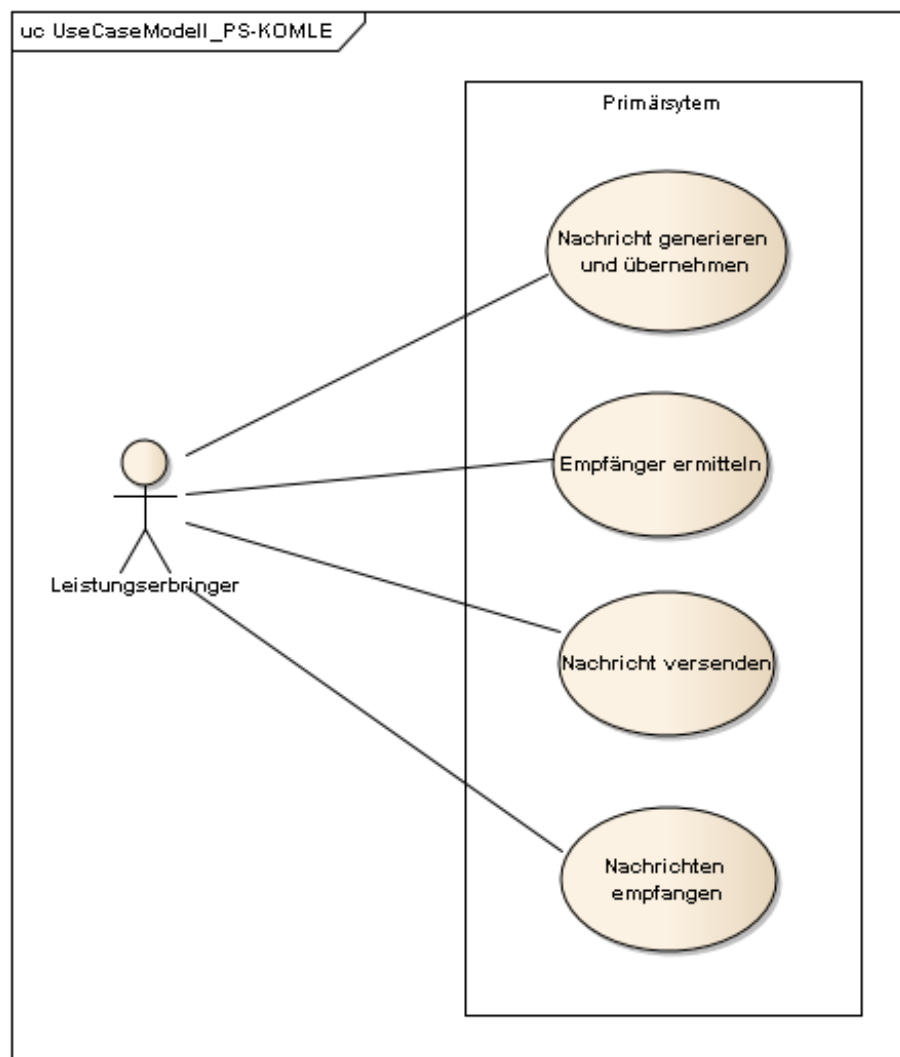 uc UseCaseModell_PS-KOMLE
Primärsytem
Nachricht generieren
und übernehmen
Empfänger ermitteln
Leistungserbringer
Nachricht versenden
Nachrichten
empfangen